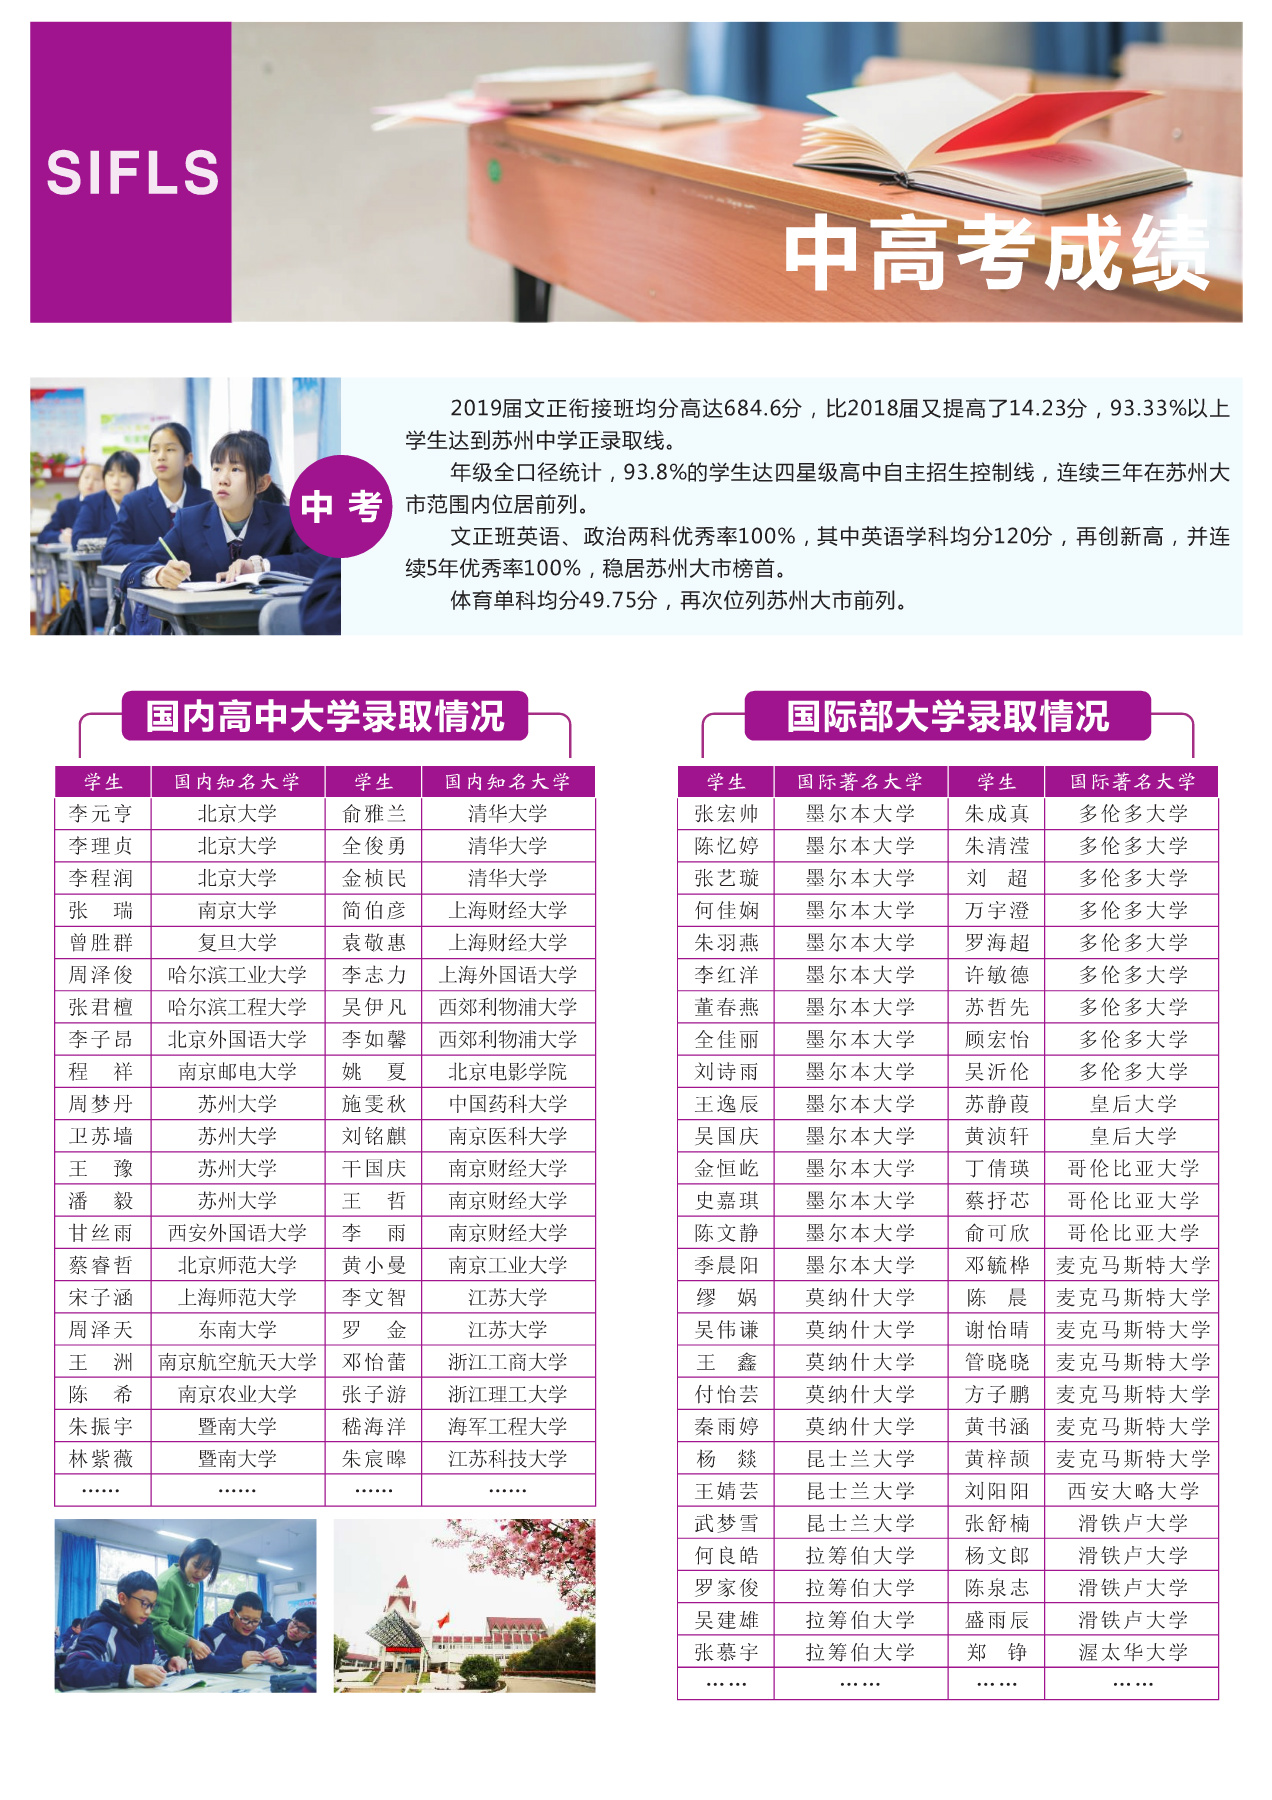 SIFLS
中高考成绩
中 考
2019届文正衔接班均分高达684.6分，比2018届又提高了14.23分，93.33%以上
学生达到苏州中学正录取线。
年级全口径统计，93.8%的学生达四星级高中自主招生控制线，连续三年在苏州大
市范围内位居前列。
文正班英语、政治两科优秀率100%，其中英语学科均分120分，再创新高，并连
续5年优秀率100%，稳居苏州大市榜首。
体育单科均分49.75分，再次位列苏州大市前列。
国内高中大学录取情况
学生 国内知名大学 学生 国内知名大学
李元亨 北京大学 俞雅兰 清华大学
李理贞 北京大学 全俊勇 清华大学
李程润 北京大学 金桢民 清华大学
张 瑞 南京大学 简伯彦 上海财经大学
曾胜群 复旦大学 袁敬惠 上海财经大学
周泽俊 哈尔滨工业大学 李志力 上海外国语大学
张君檀 哈尔滨工程大学 吴伊凡 西郊利物浦大学
李子昂 北京外国语大学 李如馨 西郊利物浦大学
程 祥 南京邮电大学 姚 夏 北京电影学院
周梦丹 苏州大学 施雯秋 中国药科大学
卫苏墙 苏州大学 刘铭麒 南京医科大学
王 豫 苏州大学 干国庆 南京财经大学
潘 毅 苏州大学 王 哲 南京财经大学
甘丝雨 西安外国语大学 李 雨 南京财经大学
蔡睿哲 北京师范大学 黄小曼 南京工业大学
宋子涵 上海师范大学 李文智 江苏大学
周泽天 东南大学 罗 金 江苏大学
王 洲 南京航空航天大学 邓怡蕾 浙江工商大学
陈 希 南京农业大学 张子游 浙江理工大学
朱振宇 暨南大学 嵇海洋 海军工程大学
林紫薇 暨南大学 朱宸曍 江苏科技大学
…… …… …… ……
国际部大学录取情况
学生 国际著名大学 学生 国际著名大学
张宏帅 墨尔本大学 朱成真 多伦多大学
陈忆婷 墨尔本大学 朱清滢 多伦多大学
张艺璇 墨尔本大学 刘 超 多伦多大学
何佳娴 墨尔本大学 万宇澄 多伦多大学
朱羽燕 墨尔本大学 罗海超 多伦多大学
李红洋 墨尔本大学 许敏德 多伦多大学
董春燕 墨尔本大学 苏哲先 多伦多大学
全佳丽 墨尔本大学 顾宏怡 多伦多大学
刘诗雨 墨尔本大学 吴沂伦 多伦多大学
王逸辰 墨尔本大学 苏静葭 皇后大学
吴国庆 墨尔本大学 黄浈轩 皇后大学
金恒屹 墨尔本大学 丁倩瑛 哥伦比亚大学
史嘉琪 墨尔本大学 蔡抒芯 哥伦比亚大学
陈文静 墨尔本大学 俞可欣 哥伦比亚大学
季晨阳 墨尔本大学 邓毓桦 麦克马斯特大学
缪 娲 莫纳什大学 陈 晨 麦克马斯特大学
吴伟谦 莫纳什大学 谢怡晴 麦克马斯特大学
王 鑫 莫纳什大学 管晓晓 麦克马斯特大学
付怡芸 莫纳什大学 方子鹏 麦克马斯特大学
秦雨婷 莫纳什大学 黄书涵 麦克马斯特大学
杨 燚 昆士兰大学 黄梓颉 麦克马斯特大学
王婧芸 昆士兰大学 刘阳阳 西安大略大学
武梦雪 昆士兰大学 张舒楠 滑铁卢大学
何良皓 拉筹伯大学 杨文郎 滑铁卢大学
罗家俊 拉筹伯大学 陈泉志 滑铁卢大学
吴建雄 拉筹伯大学 盛雨辰 滑铁卢大学
张慕宇 拉筹伯大学 郑 铮 渥太华大学
…… …… …… ……